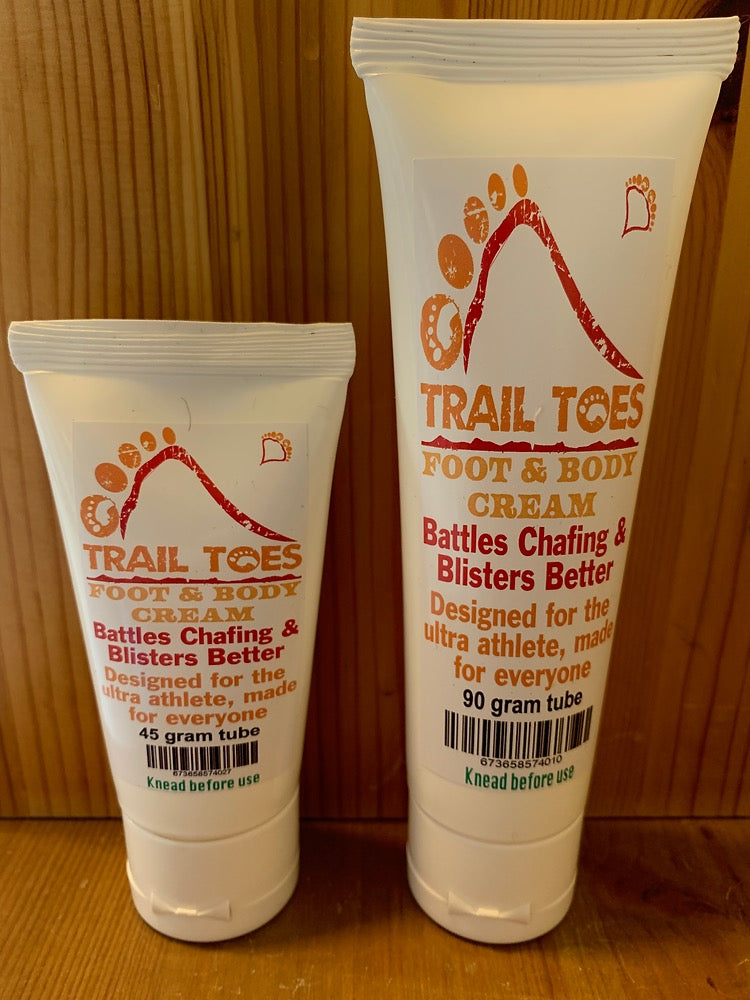 TRAIL TOES
FOOT & BODY
CREAM
Battles Chafing &
Blisters Better
Designed for the
ultra athlete, made
for everyone
45 gram tube
673658574027
Knead before use
TRAIL TOES
FOOT & BODY
CREAM
Battles Chafing &
Blisters Better
Designed for the
ultra athlete, made
for everyone
90 gram tube
673658574010
Knead before use